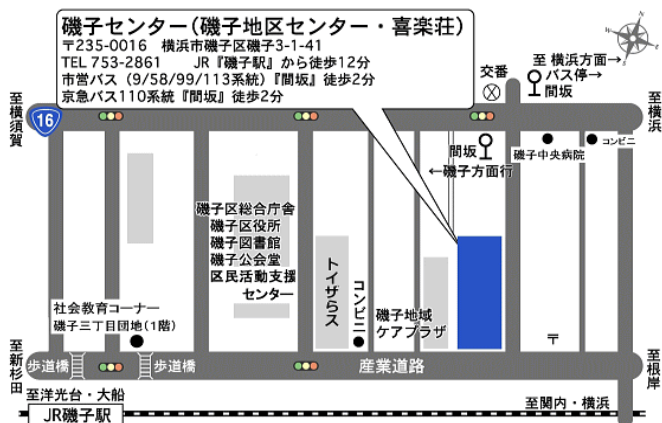 磯子センター(磯子地区センター・喜楽荘)
〒235-0016 横浜市磯子区磯子3-1-41
TEL 753-2861 JR『磯子駅』から徒歩12分
市営バス(9/58/99/113系統)『間坂』徒歩2分
京急バス110系統『間坂』徒歩2分
N
交番
至 横浜方面→
バス停→
間坂
至横須賀
16
至横浜
間坂
←磯子方面行
磯子中央病院
コンビニ
磯子区総合庁舎
磯子区役所
磯子図書館
磯子公会堂
区民活動支援
センター
トイザらス
コンビニ
磯子地域
ケアプラザ
社会教育コーナー
磯子三丁目団地(1階)
〒
至新杉田
歩道橋
歩道橋
産業道路
至根岸
至洋光台・大船
JR磯子駅
至関内・横浜